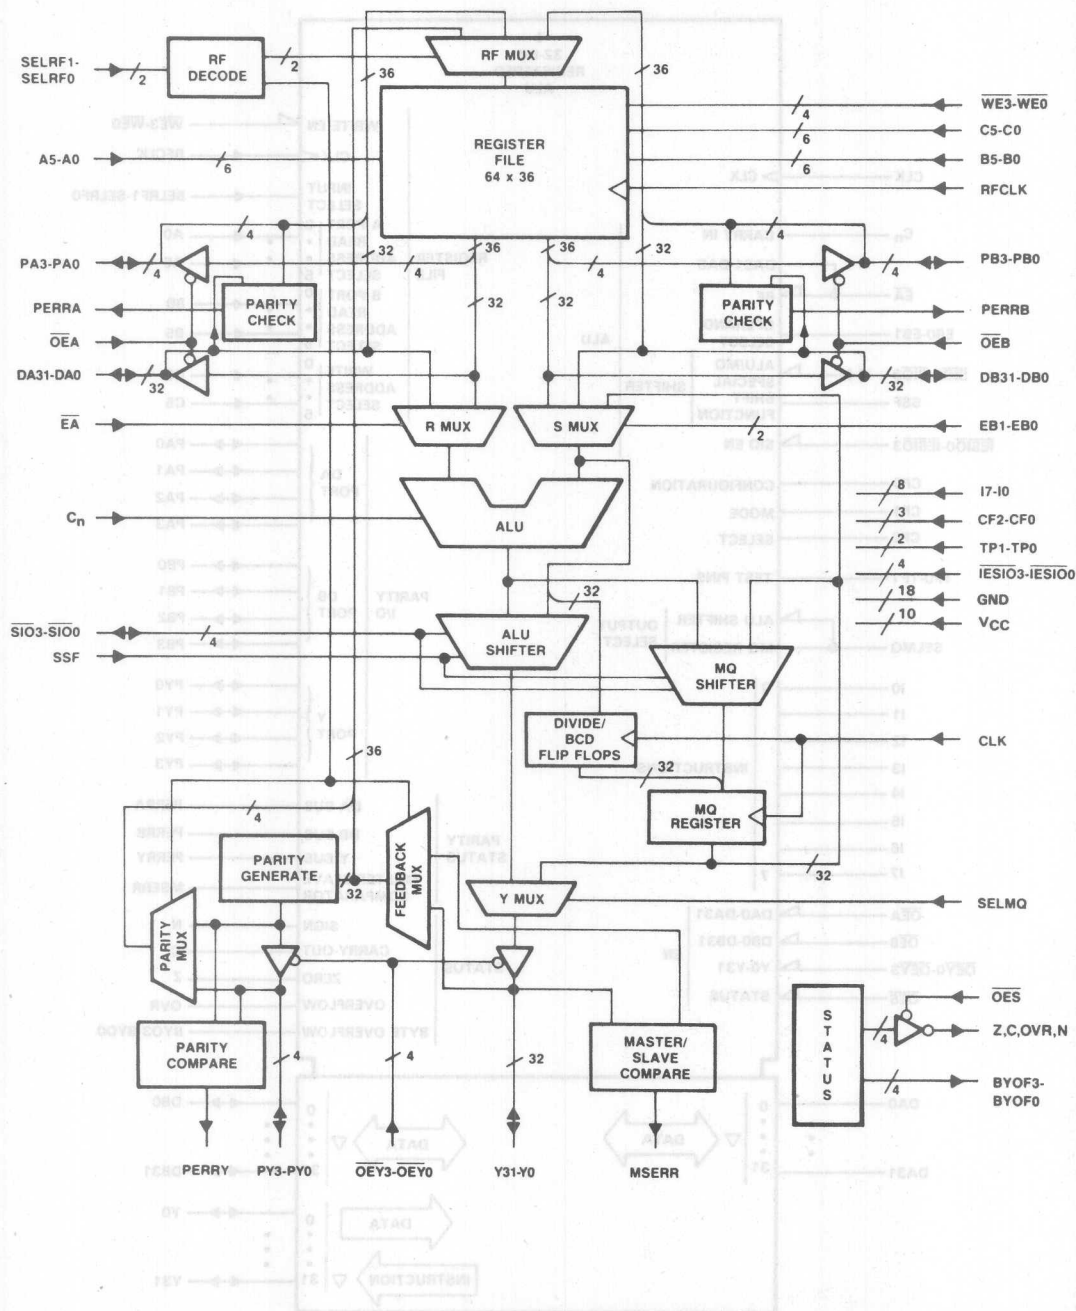 RF MUX
36
36
SELRF1-
SELRF0
2
RF
DECODE
2
REGISTER
FILE
64 x 36
4
WE3-WE0
6
C5-C0
A5-A0
6
6
B5-B0
RFCLK
4
32
4
36
36
4
32
4
PA3-PA0
4
4
PB3-PB0
PERRA
PARITY
CHECK
32
32
PARITY
CHECK
PERRB
OEA
OEB
DA31-DA0
32
32
DB31-DB0
EA
R MUX
S MUX
2
EB1-EB0
8
I7-I0
Cn
ALU
3
CF2-CF0
2
TP1-TP0
4
IESIO3-IESIO0
32
18
GND
10
VCC
SIO3-SIO0
4
ALU
SHIFTER
SSF
MQ
SHIFTER
DIVIDE/
BCD
FLIP FLOPS
CLK
36
32
4
MQ
REGISTER
PARITY
GENERATE
32
FEEDBACK
MUX
Y MUX
32
SELMQ
PARITY
MUX
PARITY
COMPARE
4
4
32
MASTER/
SLAVE
COMPARE
STATUS
OES
4
Z,C,OVR,N
4
BYOF3-
BYOF0
PERRY
PY3-PY0
OEY3-OEY0
Y31-Y0
MSERR